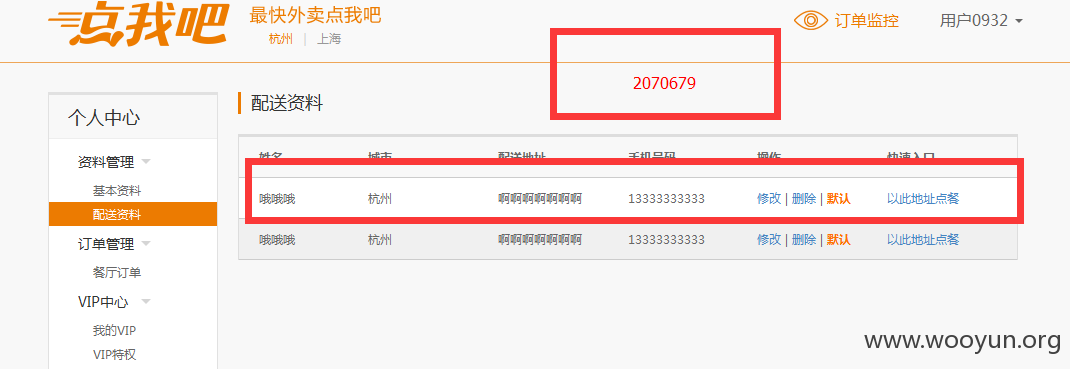 点我吧 最快外卖点我吧
杭州 | 上海
订单监控 用户0932
2070679
个人中心
资料管理
基本资料
配送资料
订单管理
餐厅订单
VIP中心
我的VIP
VIP特权
配送资料
姓名 城市 配送地址 手机号码 操作 快速入口
哦哦哦 杭州 啊啊啊啊啊啊啊 13333333333 修改 | 删除 | 默认 以此地址点餐
哦哦哦 杭州 啊啊啊啊啊啊啊 13333333333 修改 | 删除 | 默认 以此地址点餐
www.wooyun.org